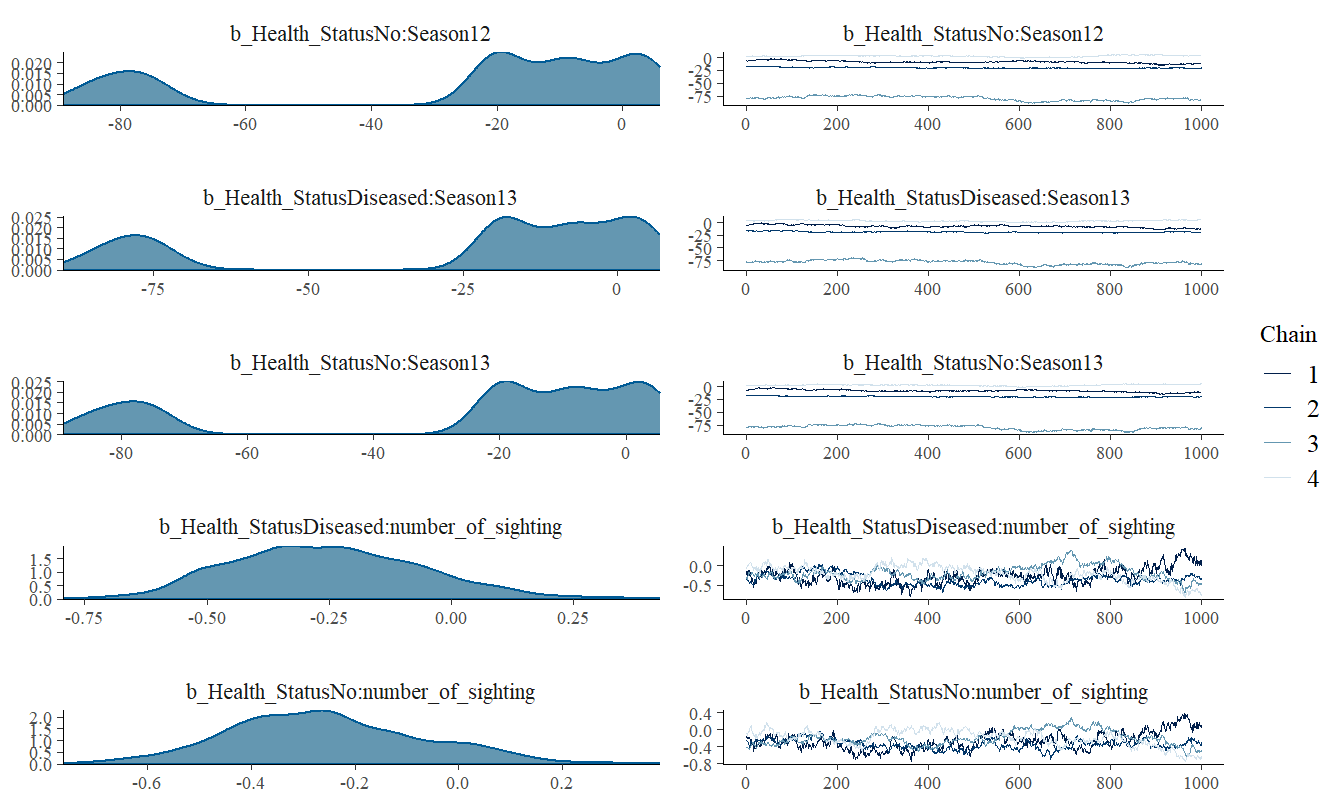 b_Health_StatusNo:Season12
0.020
0.015
0.010
0.005
0.000
-80 -60 -40 -20 0
b_Health_StatusNo:Season12
0
-25
-50
-75
0 200 400 600 800 1000
b_Health_StatusDiseased:Season13
0.025
0.020
0.015
0.010
0.005
0.000
-75 -50 -25 0
b_Health_StatusDiseased:Season13
0
-25
-50
-75
0 200 400 600 800 1000
b_Health_StatusNo:Season13
0.025
0.020
0.015
0.010
0.005
0.000
-80 -60 -40 -20 0
b_Health_StatusNo:Season13
0
-25
-50
-75
0 200 400 600 800 1000
b_Health_StatusDiseased:number_of_sighting
1.5
1.0
0.5
0.0
-0.75 -0.50 -0.25 0.00 0.25
b_Health_StatusDiseased:number_of_sighting
0.0
-0.5
0 200 400 600 800 1000
b_Health_StatusNo:number_of_sighting
2.0
1.5
1.0
0.5
0.0
-0.6 -0.4 -0.2 0.0 0.2
b_Health_StatusNo:number_of_sighting
0.4
0.0
-0.4
-0.8
0 200 400 600 800 1000
Chain
1
2
3
4